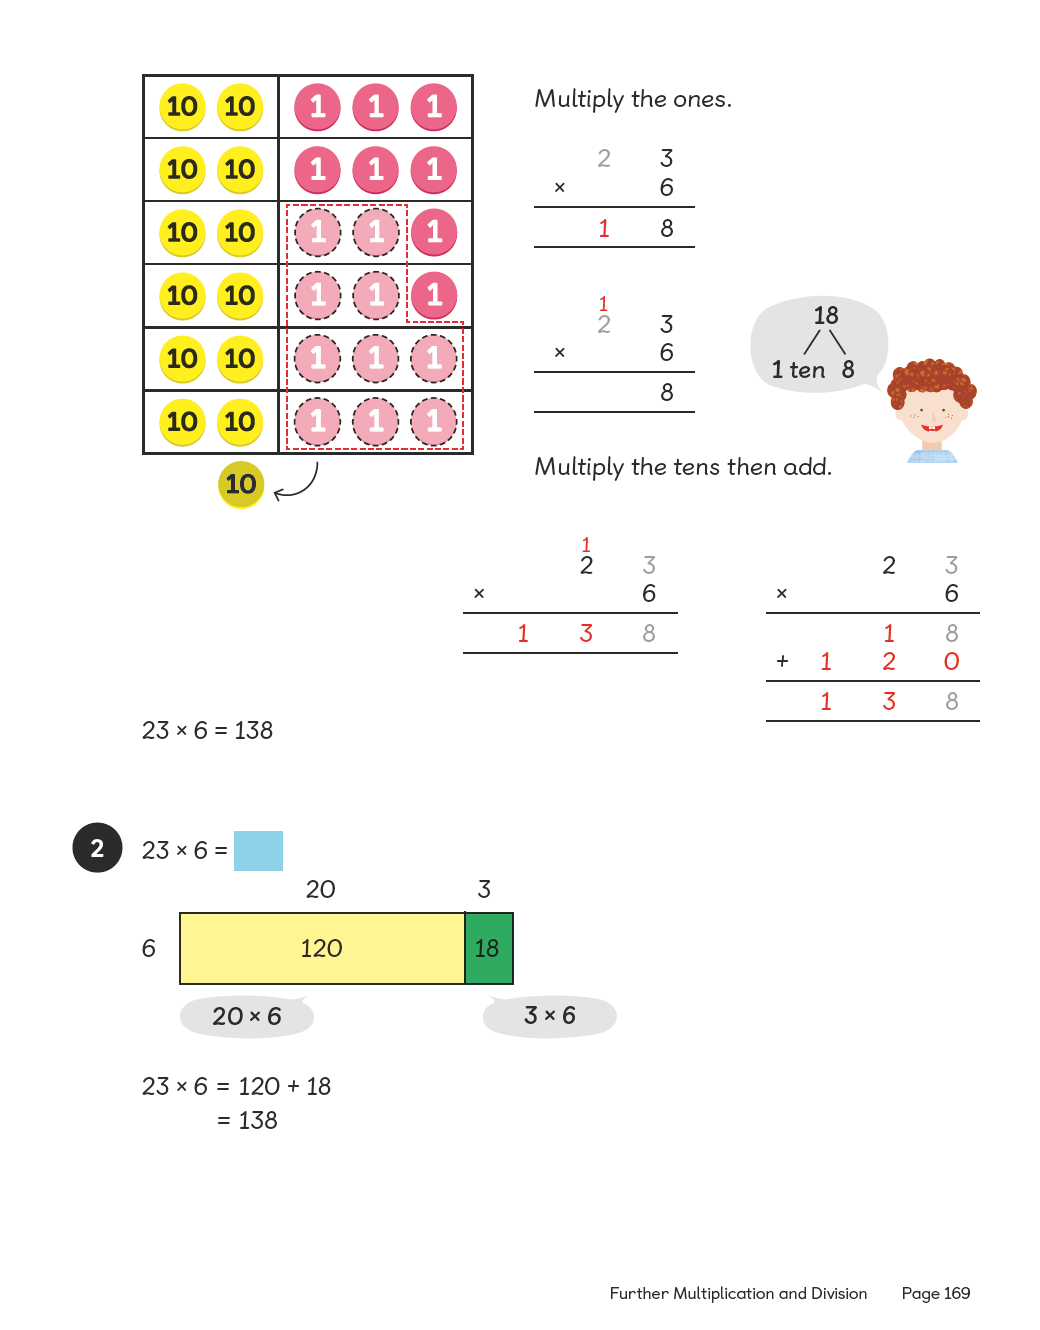 10 10 1 1 1
10 10 1 1 1
10 10 1 1 1
10 10 1 1 1
10 10 1 1 1
10 10 1 1 1
10
Multiply the ones.
2 3
× 6
1 8
1
2 3
× 6
8
18
1 ten 8
Multiply the tens then add.
1
2 3
× 6
1 3 8
2 3
× 6
1 8
+ 1 2 0
1 3 8
23 × 6 = 138
2 23 × 6 =
20 3
6 120 18
20 × 6 3 × 6
23 × 6 = 120 + 18
= 138
Further Multiplication and Division Page 169